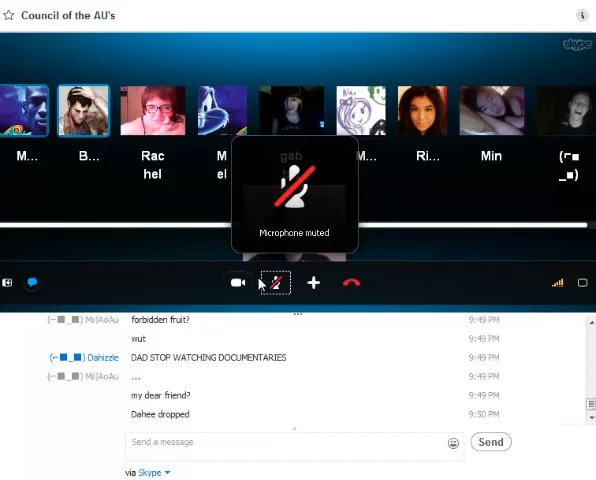 Council of the AU's
skype
M...
B...
Rac
hel
M
el
gab
M...
Ri...
Min
(⌐■
_■)
Microphone muted
(⌐■_■) Mii|AoAu forbidden fruit? 9:49 PM
wut 9:49 PM
(⌐■_■) Dahizzle DAD STOP WATCHING DOCUMENTARIES 9:49 PM
(⌐■_■) Mii|AoAu ... 9:49 PM
my dear friend? 9:49 PM
Dahee dropped 9:50 PM
Send a message
Send
via Skype